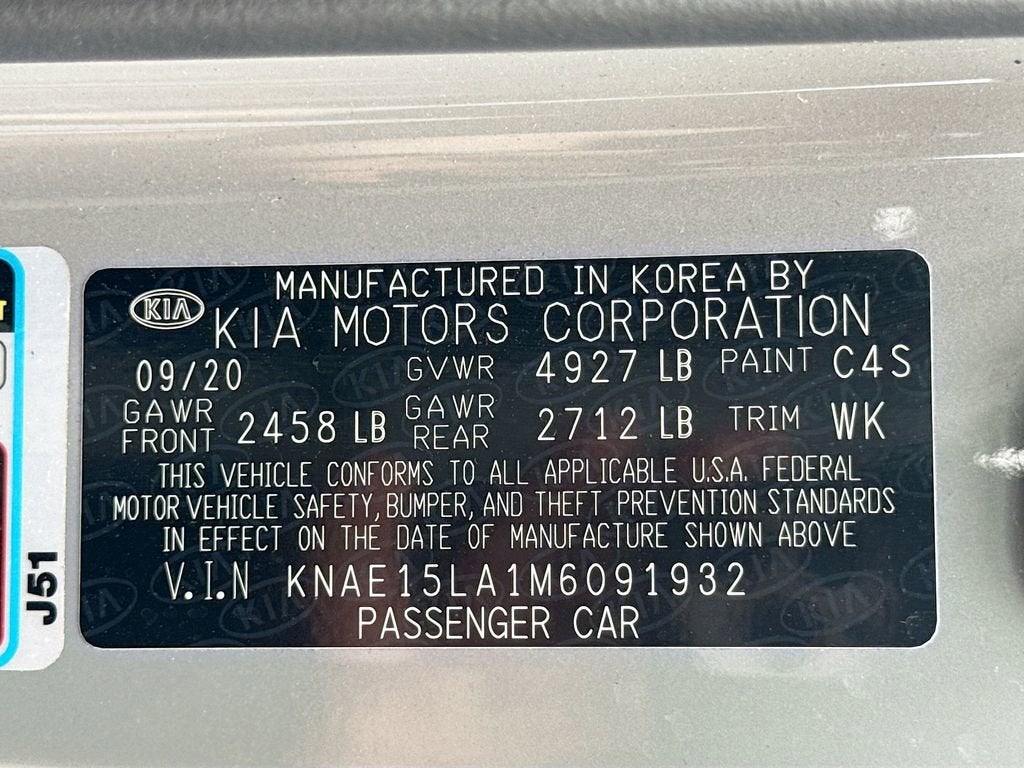 MANUFACTURED IN KOREA BY
KIA
KIA MOTORS CORPORATION
09/20 GVWR 4927 LB PAINT C4S
GAWR FRONT 2458 LB GAWR REAR 2712 LB TRIM WK
THIS VEHICLE CONFORMS TO ALL APPLICABLE U.S.A. FEDERAL
MOTOR VEHICLE SAFETY, BUMPER, AND THEFT PREVENTION STANDARDS
IN EFFECT ON THE DATE OF MANUFACTURE SHOWN ABOVE
V.I.N KNAE15LA1M6091932
PASSENGER CAR
J51